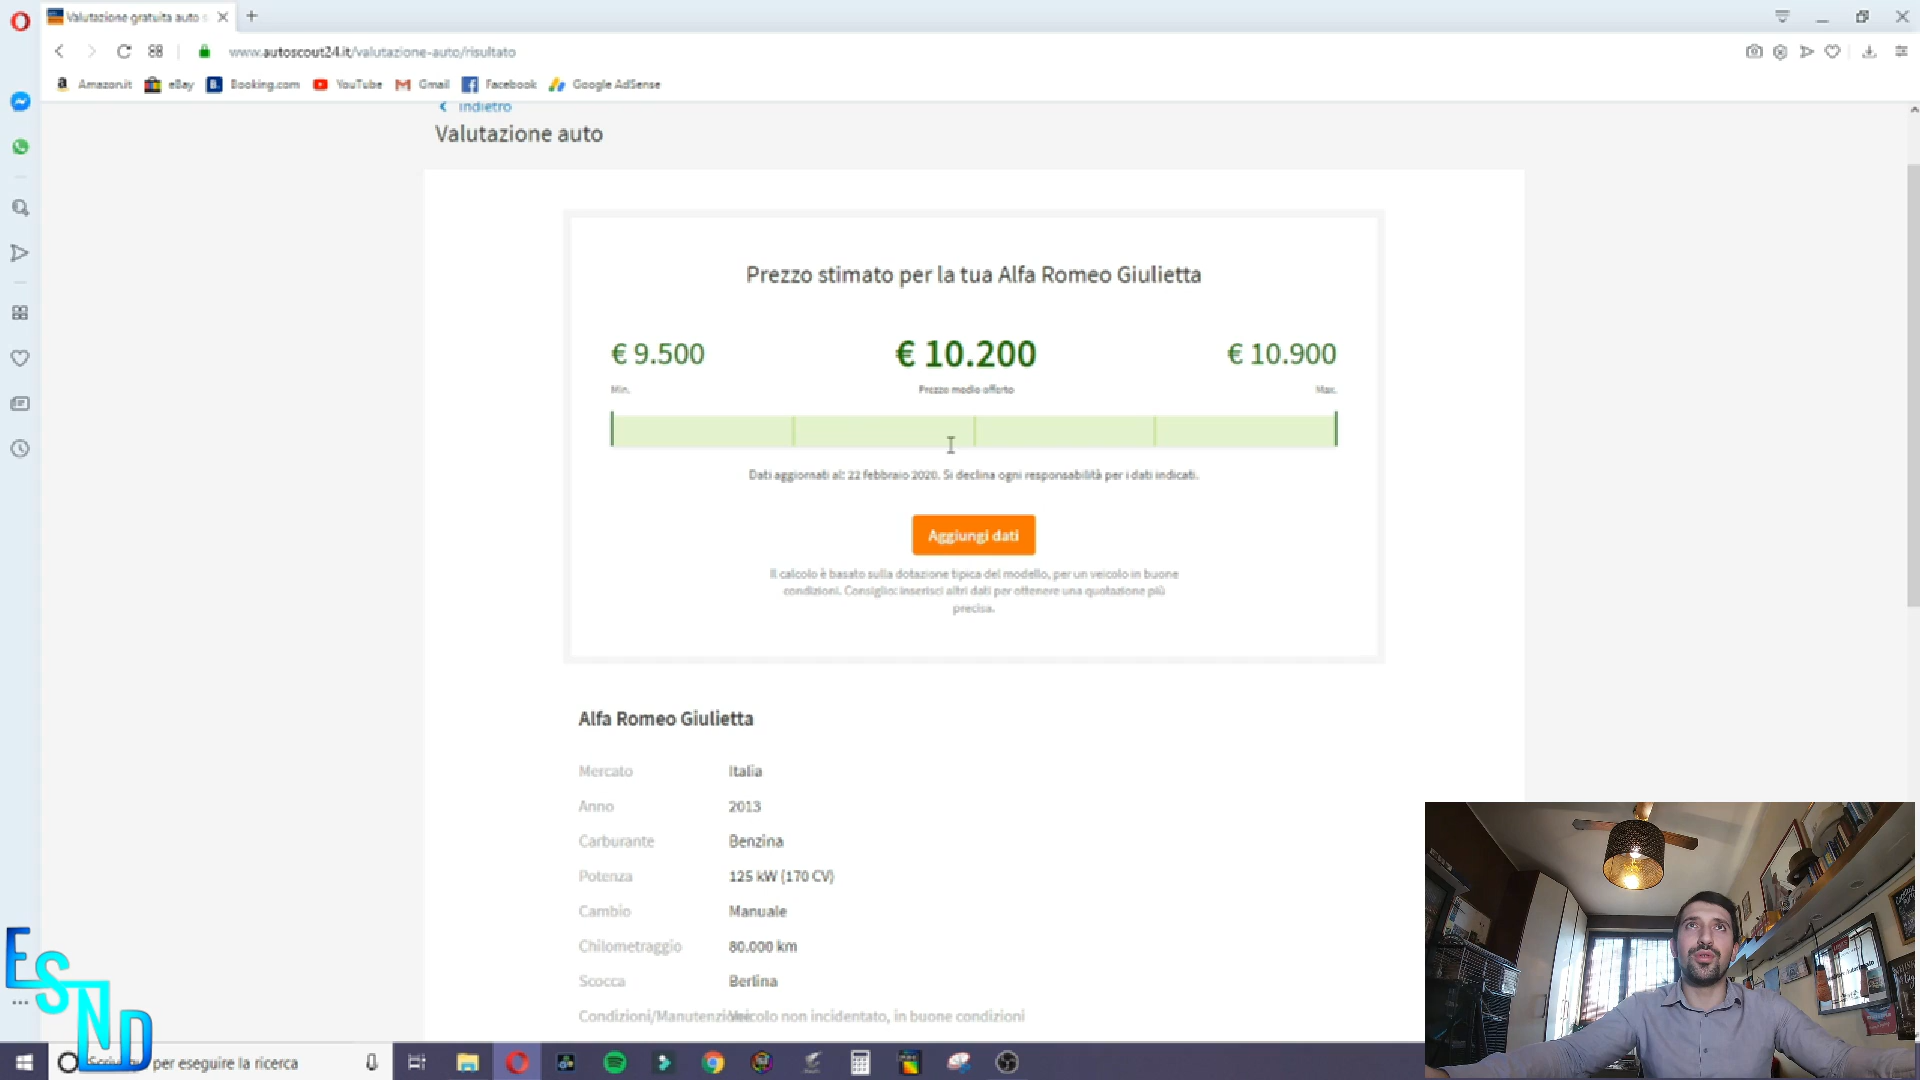 Valutazione gratuita auto
www.autoscout24.it/valutazione-auto/risultato
Amazon.it eBay Booking.com YouTube Gmail Facebook Google AdSense
Indietro
Valutazione auto
Prezzo stimato per la tua Alfa Romeo Giulietta
€ 9.500 € 10.200 € 10.900
Min. Prezzo medio offerto Max.
Dati aggiornati al: 22 febbraio 2020. Si declina ogni responsabilità per i dati indicati.
Aggiungi dati
Il calcolo è basato sulla dotazione tipica del modello, per un veicolo in buone
condizioni. Consiglio: inserisci altri dati per ottenere una quotazione più
precisa.
Alfa Romeo Giulietta
Mercato Italia
Anno 2013
Carburante Benzina
Potenza 125 kW (170 CV)
Cambio Manuale
Chilometraggio 80.000 km
Scocca Berlina
Condizioni/Manutenzione Veicolo non incidentato, in buone condizioni
ESND
per eseguire la ricerca